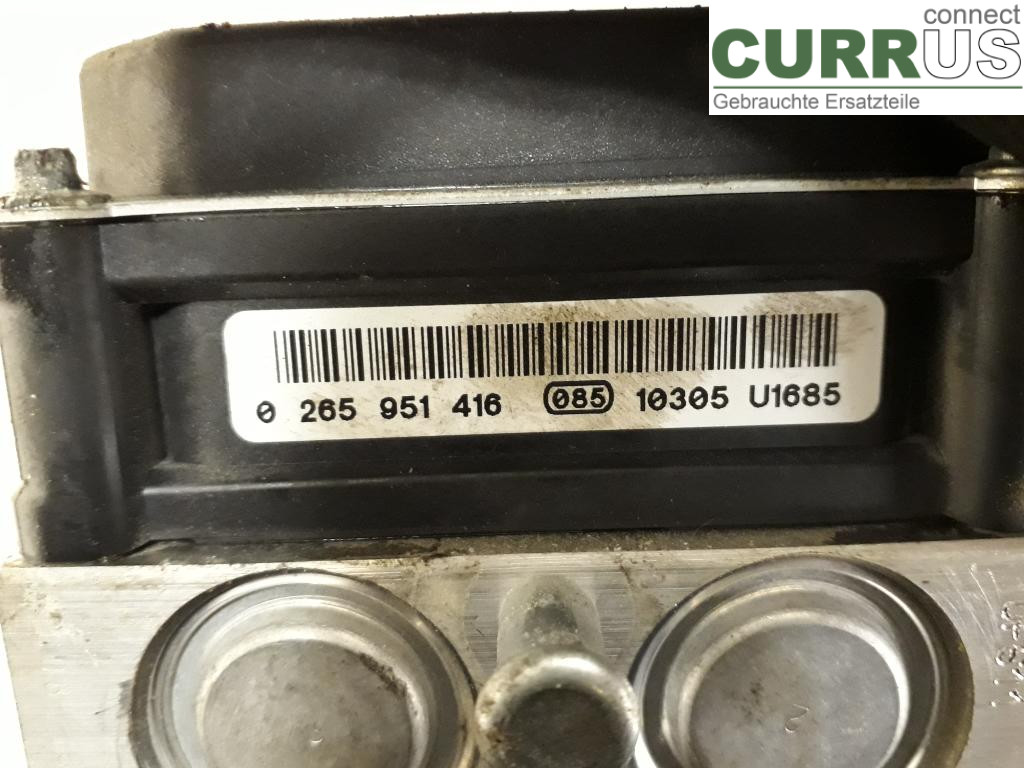 connect
CURRUS
Gebrauchte Ersatzteile
0 265 951 416 085 10305 U1685